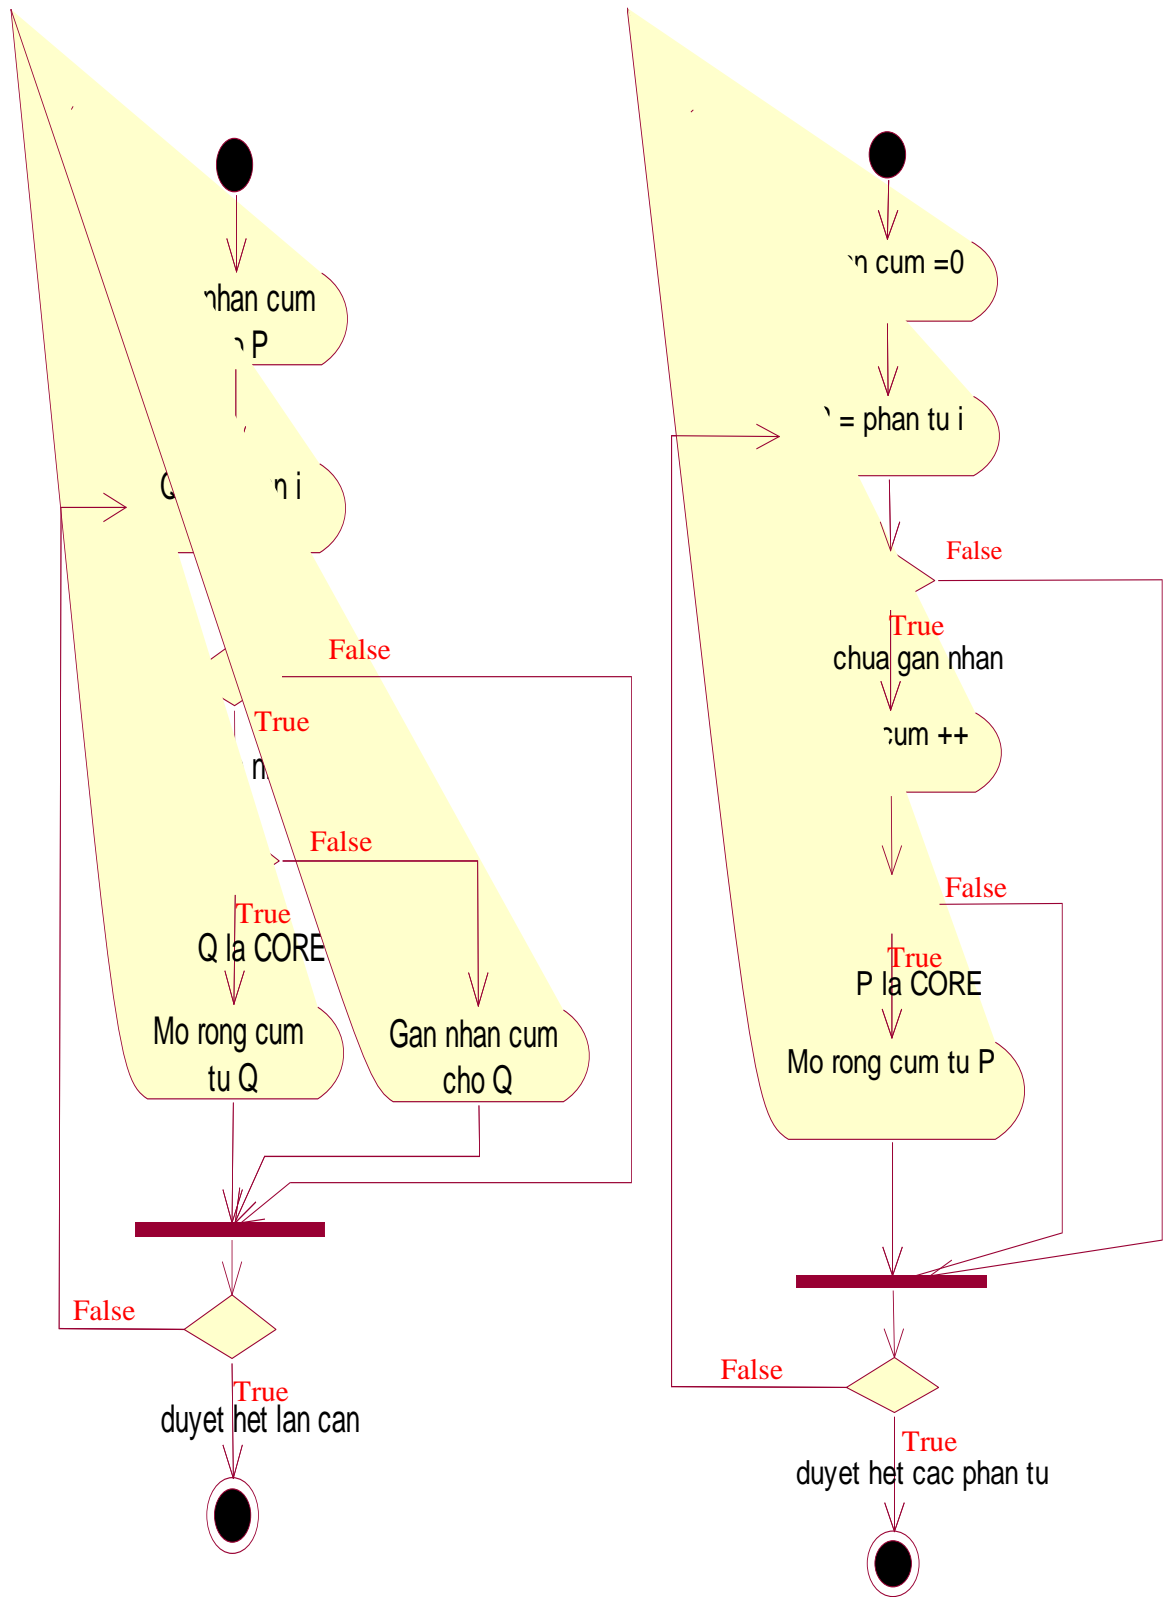 nhan cum
P
Q
n i
False
True
n
False
True
Q la CORE
Mo rong cum
tu Q
Gan nhan cum
cho Q
False
True
duyet het lan can
cum =0
= phan tu i
False
True
chua gan nhan
cum ++
False
True
P la CORE
Mo rong cum tu P
False
True
duyet het cac phan tu